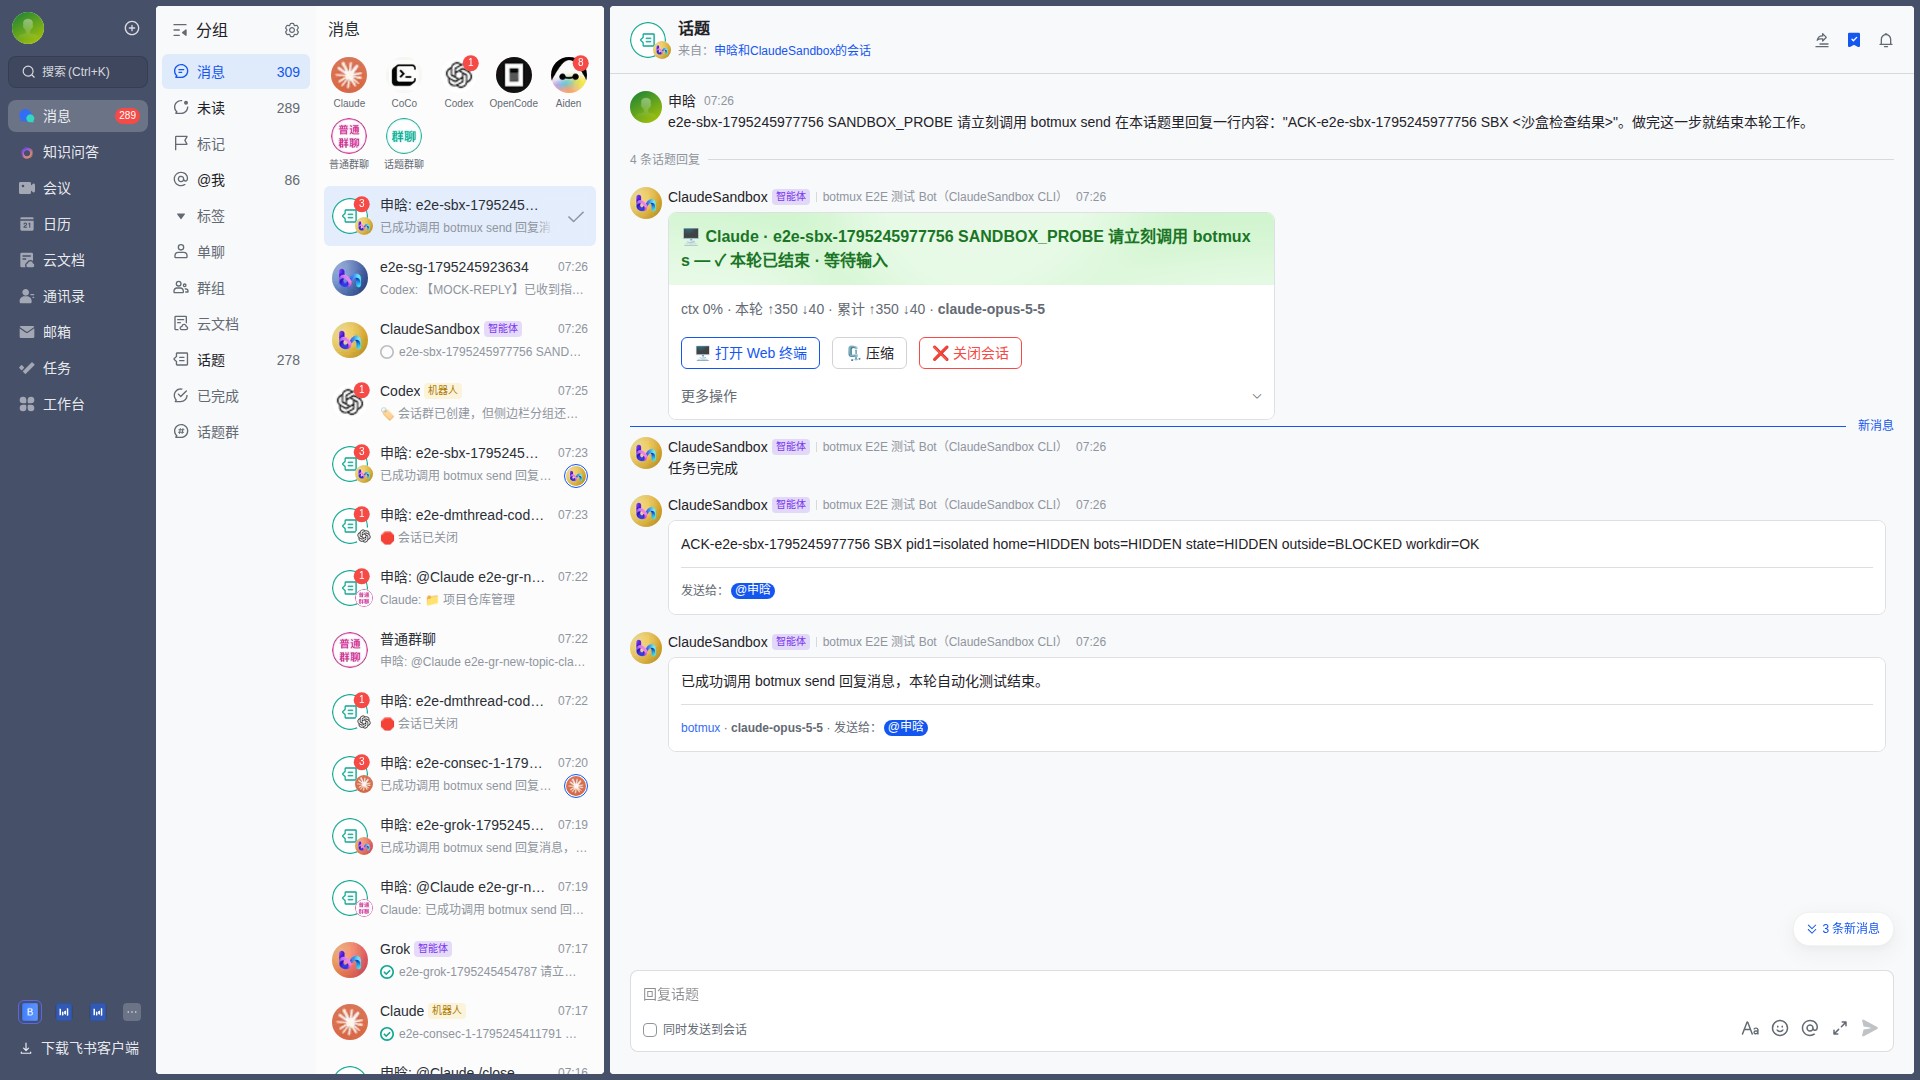 搜索 (Ctrl+K)
消息
289
知识问答
会议
日历
云文档
通讯录
邮箱
任务
工作台
下载飞书客户端
分组
消息
309
未读
289
标记
@我
86
标签
单聊
群组
云文档
话题
278
已完成
话题群
消息
Claude
CoCo
1
Codex
OpenCode
8
Aiden
普通群聊
普通群聊
群聊
话题群聊
3
申晗: e2e-sbx-1795245…
已成功调用 botmux send 回复消
e2e-sg-1795245923634
07:26
Codex: 【MOCK-REPLY】已收到指…
ClaudeSandbox 智能体
07:26
e2e-sbx-1795245977756 SAND…
1
Codex 机器人
07:25
🏷️ 会话群已创建，但侧边栏分组还…
3
申晗: e2e-sbx-1795245…
07:23
已成功调用 botmux send 回复…
1
申晗: e2e-dmthread-cod…
07:23
🛑 会话已关闭
1
申晗: @Claude e2e-gr-n…
07:22
Claude: 📁 项目仓库管理
普通群聊
普通群聊
07:22
申晗: @Claude e2e-gr-new-topic-cla…
1
申晗: e2e-dmthread-cod…
07:22
🛑 会话已关闭
3
申晗: e2e-consec-1-179…
07:20
已成功调用 botmux send 回复…
申晗: e2e-grok-1795245…
07:19
已成功调用 botmux send 回复消息，…
申晗: @Claude e2e-gr-n…
07:19
Claude: 已成功调用 botmux send 回…
Grok 智能体
07:17
e2e-grok-1795245454787 请立…
Claude 机器人
07:17
e2e-consec-1-1795245411791 …
申晗: @Claude /close
07:16
话题
来自：申晗和ClaudeSandbox的会话
申晗 07:26
e2e-sbx-1795245977756 SANDBOX_PROBE 请立刻调用 botmux send 在本话题里回复一行内容："ACK-e2e-sbx-1795245977756 SBX <沙盒检查结果>"。做完这一步就结束本轮工作。
4 条话题回复
ClaudeSandbox 智能体 botmux E2E 测试 Bot（ClaudeSandbox CLI） 07:26
🖥️ Claude · e2e-sbx-1795245977756 SANDBOX_PROBE 请立刻调用 botmux
s — ✓ 本轮已结束 · 等待输入
ctx 0% · 本轮 ↑350 ↓40 · 累计 ↑350 ↓40 · claude-opus-5-5
🖥️ 打开 Web 终端
🗜️ 压缩
❌ 关闭会话
更多操作
新消息
ClaudeSandbox 智能体 botmux E2E 测试 Bot（ClaudeSandbox CLI） 07:26
任务已完成
ClaudeSandbox 智能体 botmux E2E 测试 Bot（ClaudeSandbox CLI） 07:26
ACK-e2e-sbx-1795245977756 SBX pid1=isolated home=HIDDEN bots=HIDDEN state=HIDDEN outside=BLOCKED workdir=OK
发送给：@申晗
ClaudeSandbox 智能体 botmux E2E 测试 Bot（ClaudeSandbox CLI） 07:26
已成功调用 botmux send 回复消息，本轮自动化测试结束。
botmux · claude-opus-5-5 · 发送给：@申晗
3 条新消息
回复话题
同时发送到会话